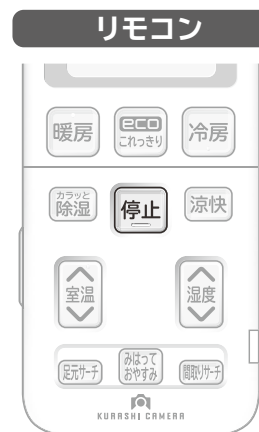 リモコン
暖房
eco
これっきり
冷房
カラッと
除湿
停止
涼快
室温
湿度
足元サーチ
みはって
おやすみ
間取りサーチ
KURASHI CAMERA